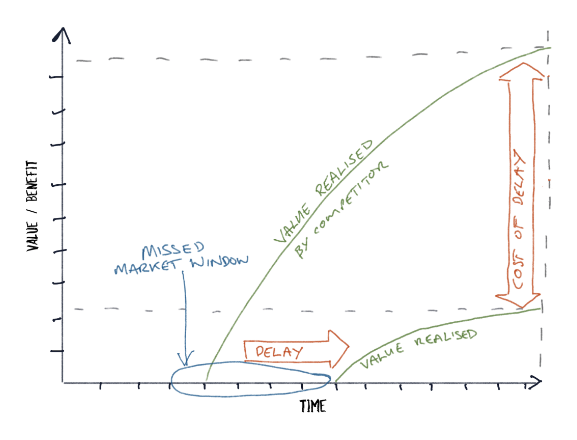 VALUE / BENEFIT
VALUE REALISED
BY COMPETITOR
COST OF DELAY
MISSED
MARKET WINDOW
DELAY
VALUE REALISED
TIME